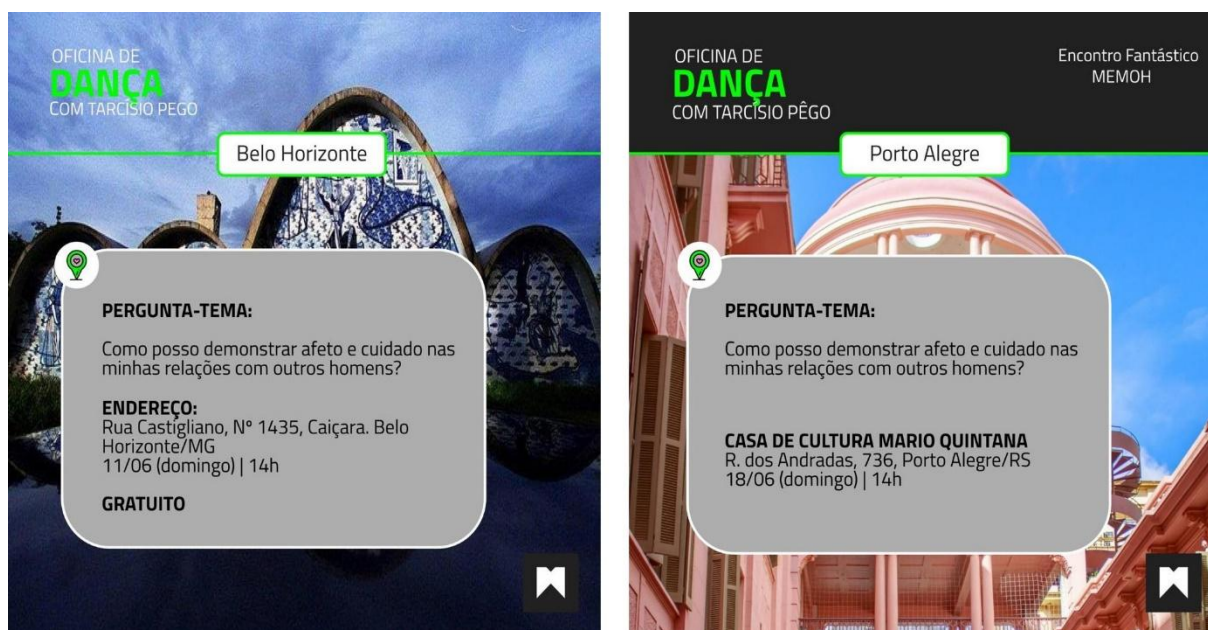 OFICINA DE
DANÇA
COM TARCÍSIO PEGO
Belo Horizonte
PERGUNTA-TEMA:
Como posso demonstrar afeto e cuidado nas
minhas relações com outros homens?
ENDEREÇO:
Rua Castigliano, Nº 1435, Caiçara. Belo
Horizonte/MG
11/06 (domingo) | 14h
GRATUITO
OFICINA DE
DANÇA
COM TARCÍSIO PÊGO
Encontro Fantástico
MEMOH
Porto Alegre
PERGUNTA-TEMA:
Como posso demonstrar afeto e cuidado nas
minhas relações com outros homens?
CASA DE CULTURA MARIO QUINTANA
R. dos Andradas, 736, Porto Alegre/RS
18/06 (domingo) | 14h